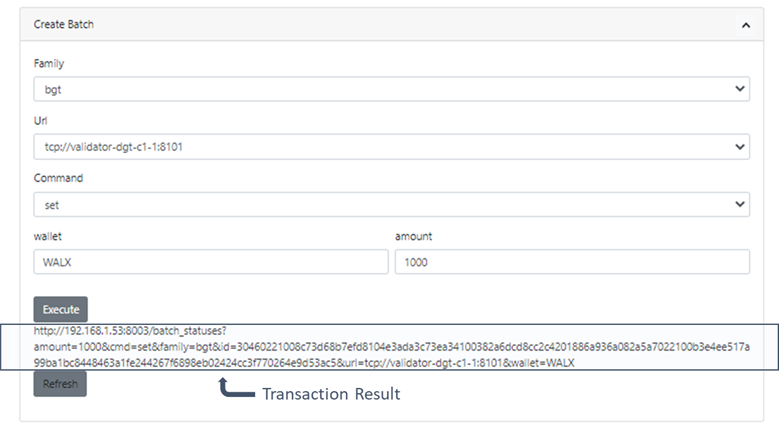 Create Batch
Family
bgt
Url
tcp://validator-dgt-c1-1:8101
Command
set
wallet amount
WALX 1000
Execute
http://192.168.1.53:8003/batch_statuses?
amount=1000&cmd=set&family=bgt&id=30460221008c73d68b7efd8104e3ada3c73ea34100382a6dcd8cc2c4201886a936a082a5a7022100b3e4ee517a
99ba1bc8448463a1fe244267f6898eb02424cc3f770264e9d53ac5&url=tcp://validator-dgt-c1-1:8101&wallet=WALX
Refresh
Transaction Result